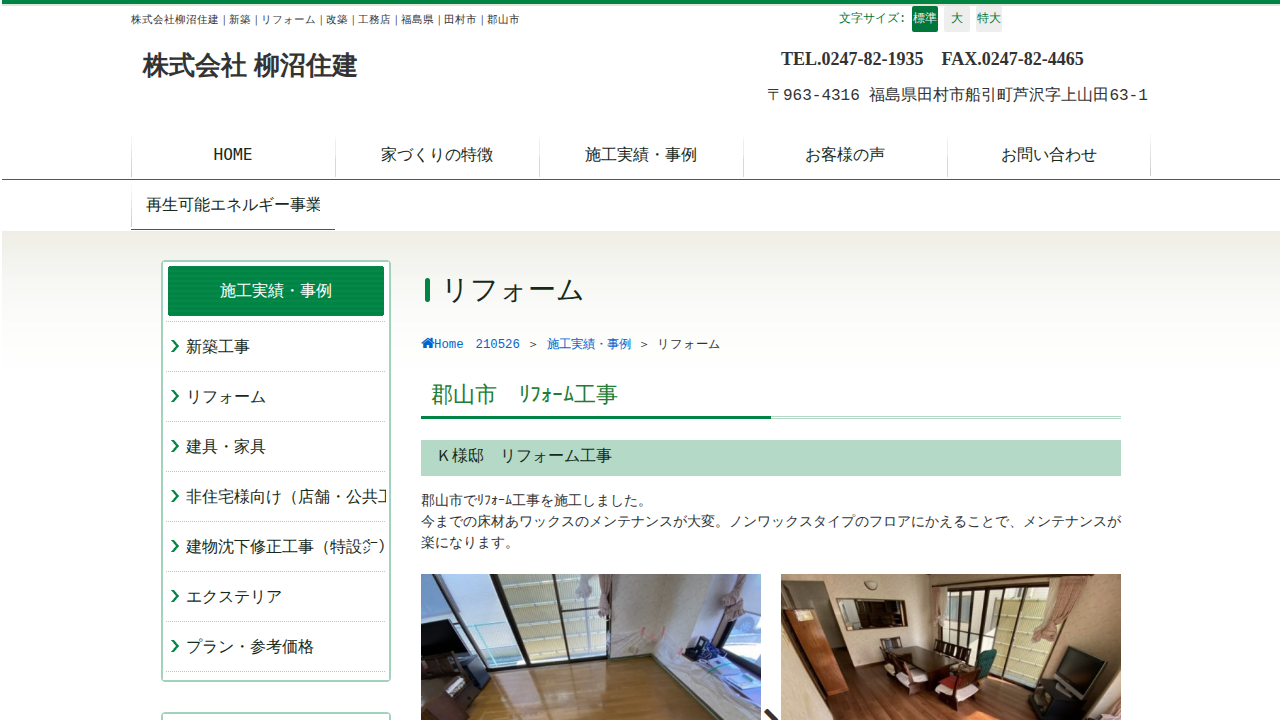 株式会社柳沼住建｜新築｜リフォーム｜改築｜工務店｜福島県｜田村市｜郡山市
文字サイズ: 標準 大 特大
株式会社 柳沼住建
TEL.0247-82-1935　FAX.0247-82-4465
〒963-4316 福島県田村市船引町芦沢字上山田63-1
HOME 家づくりの特徴 施工実績・事例 お客様の声 お問い合わせ
再生可能エネルギー事業
施工実績・事例
新築工事
リフォーム
建具・家具
非住宅様向け（店舗・公共工
建物沈下修正工事（特設
エクステリア
プラン・参考価格
リフォーム
Home　210526 ＞ 施工実績・事例 ＞ リフォーム
郡山市　ﾘﾌｫｰﾑ工事
Ｋ様邸　リフォーム工事
郡山市でﾘﾌｫｰﾑ工事を施工しました。
今までの床材あワックスのメンテナンスが大変。ノンワックスタイプのフロアにかえることで、メンテナンスが
楽になります。